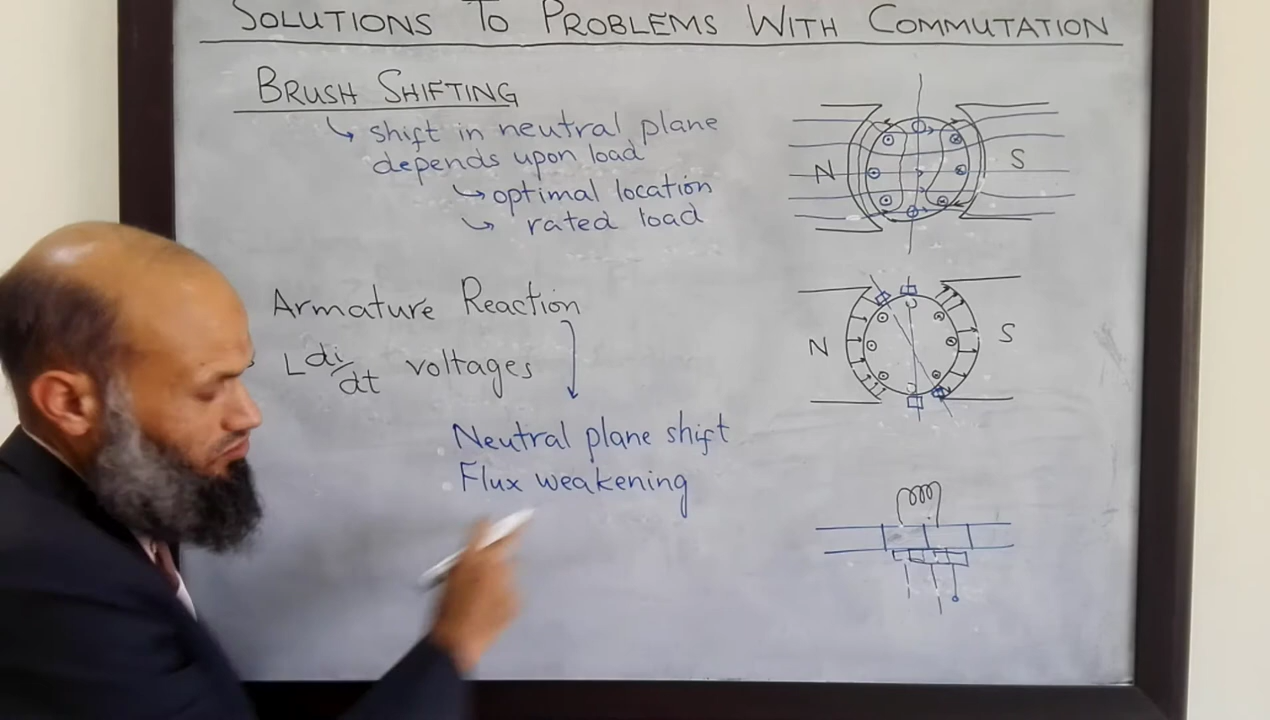 SOLUTIONS TO PROBLEMS WITH COMMUTATION
BRUSH SHIFTING
↳ shift in neutral plane
depends upon load
↳ optimal location
↳ rated load
N S
Armature Reaction
L di/dt voltages
N S
Neutral plane shift
Flux weakening